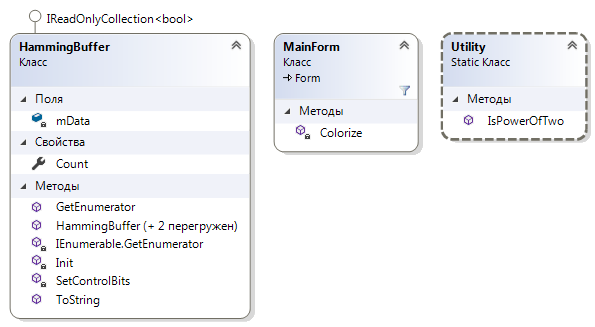 IReadOnlyCollection<bool>
HammingBuffer
Класс
Поля
mData
Свойства
Count
Методы
GetEnumerator
HammingBuffer (+ 2 перегружен)
IEnumerable.GetEnumerator
Init
SetControlBits
ToString
MainForm
Класс
Form
Методы
Colorize
Utility
Static Класс
Методы
IsPowerOfTwo